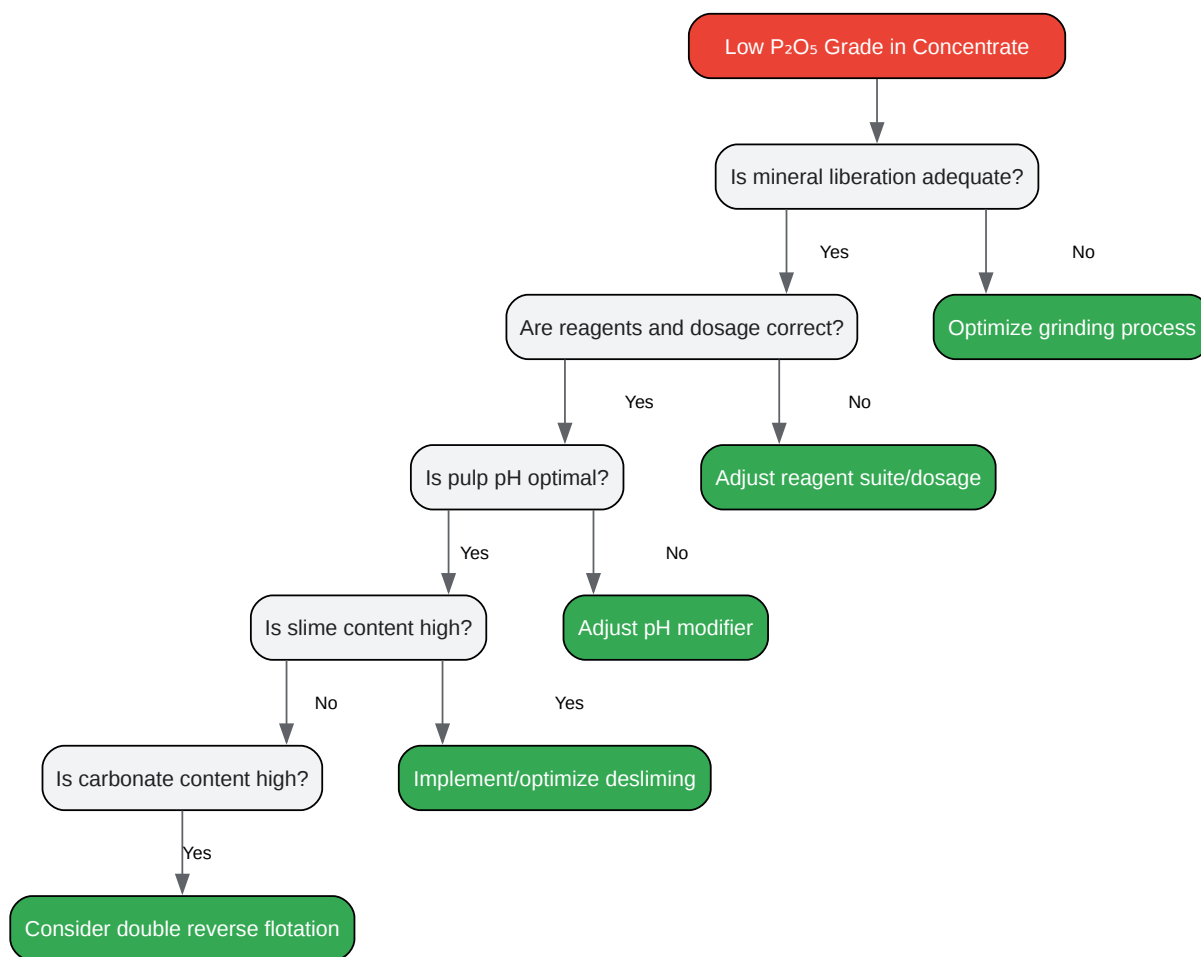 Low P₂O₅ Grade in Concentrate
Is mineral liberation adequate?
Yes
No
Are reagents and dosage correct?
Optimize grinding process
Yes
No
Is pulp pH optimal?
Adjust reagent suite/dosage
Yes
No
Is slime content high?
Adjust pH modifier
No
Yes
Is carbonate content high?
Implement/optimize desliming
Yes
Consider double reverse flotation